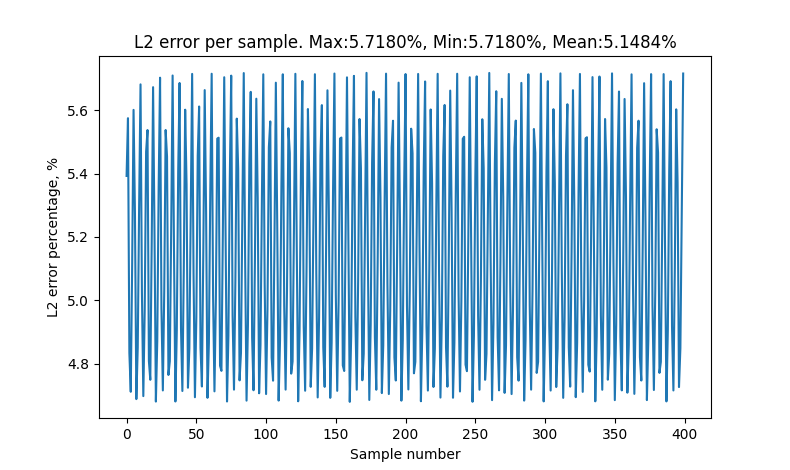 L2 error per sample. Max:5.7180%, Min:5.7180%, Mean:5.1484%
L2 error percentage, %
5.6
5.4
5.2
5.0
4.8
0 50 100 150 200 250 300 350 400
Sample number